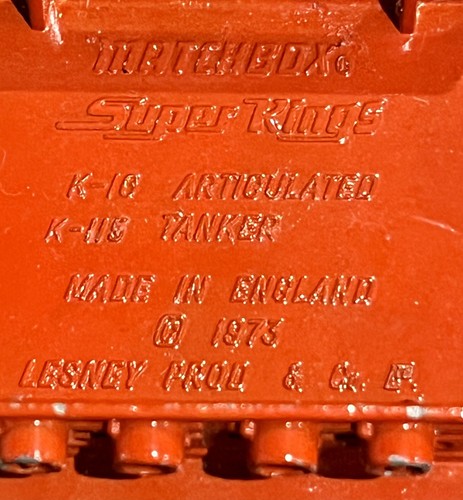 MATCHBOX®
Super Kings
K-16 ARTICULATED
K-115 TANKER
MADE IN ENGLAND
© 1973
LESNEY PROD & Co. LTD.